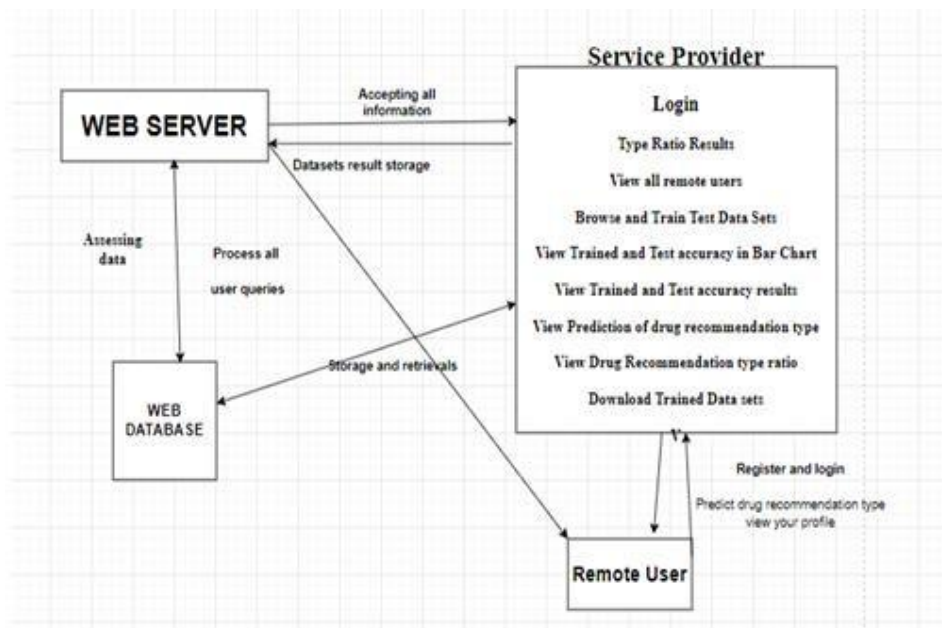 Service Provider
WEB SERVER
Accepting all
information
Datasets result storage
Login
Type Ratio Results
View all remote users
Browse and Train Test Data Sets
View Trained and Test accuracy in Bar Chart
View Trained and Test accuracy results
View Prediction of drug recommendation type
View Drug Recommendation type ratio
Download Trained Data sets
v
Assessing
data
Process all
user queries
Storage and retrievals
WEB
DATABASE
Register and login
Predict drug recommendation type
view your profile
Remote User